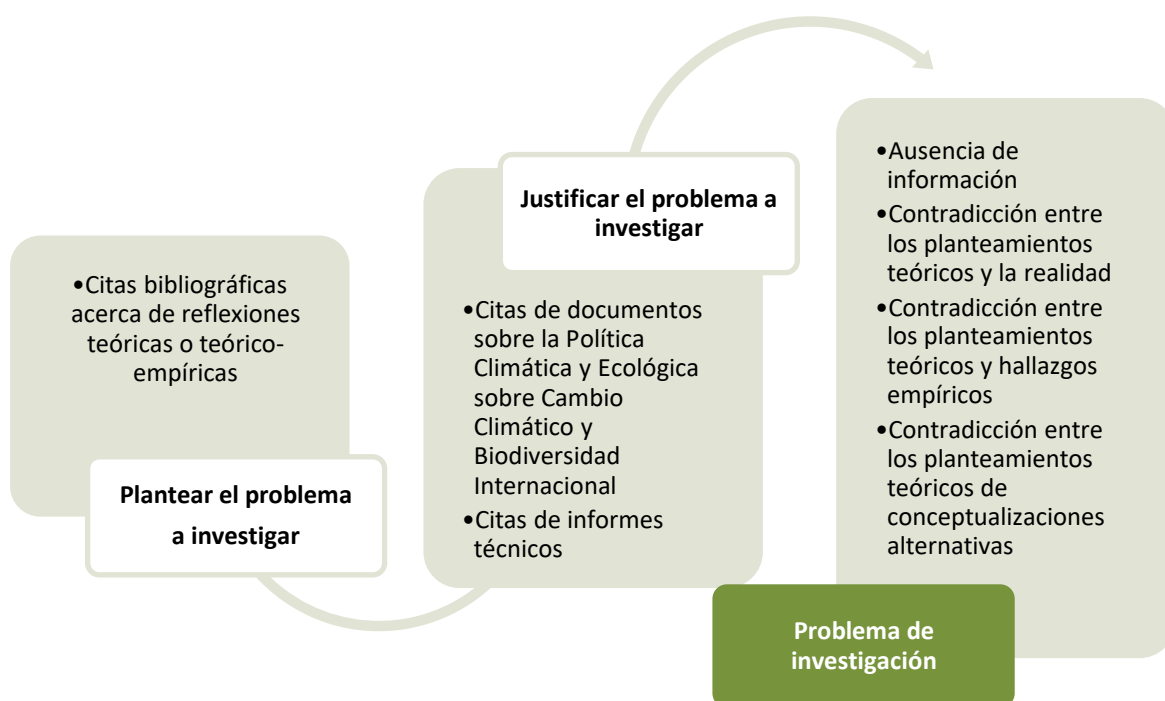 •Citas bibliográficas
acerca de reflexiones
teóricas o teórico-
empíricas
Plantear el problema
a investigar
Justificar el problema a
investigar
•Citas de documentos
sobre la Política
Climática y Ecológica
sobre Cambio
Climático y
Biodiversidad
Internacional
•Citas de informes
técnicos
•Ausencia de
información
•Contradicción entre
los planteamientos
teóricos y la realidad
•Contradicción entre
los planteamientos
teóricos y hallazgos
empíricos
•Contradicción entre
los planteamientos
teóricos de
conceptualizaciones
alternativas
Problema de
investigación